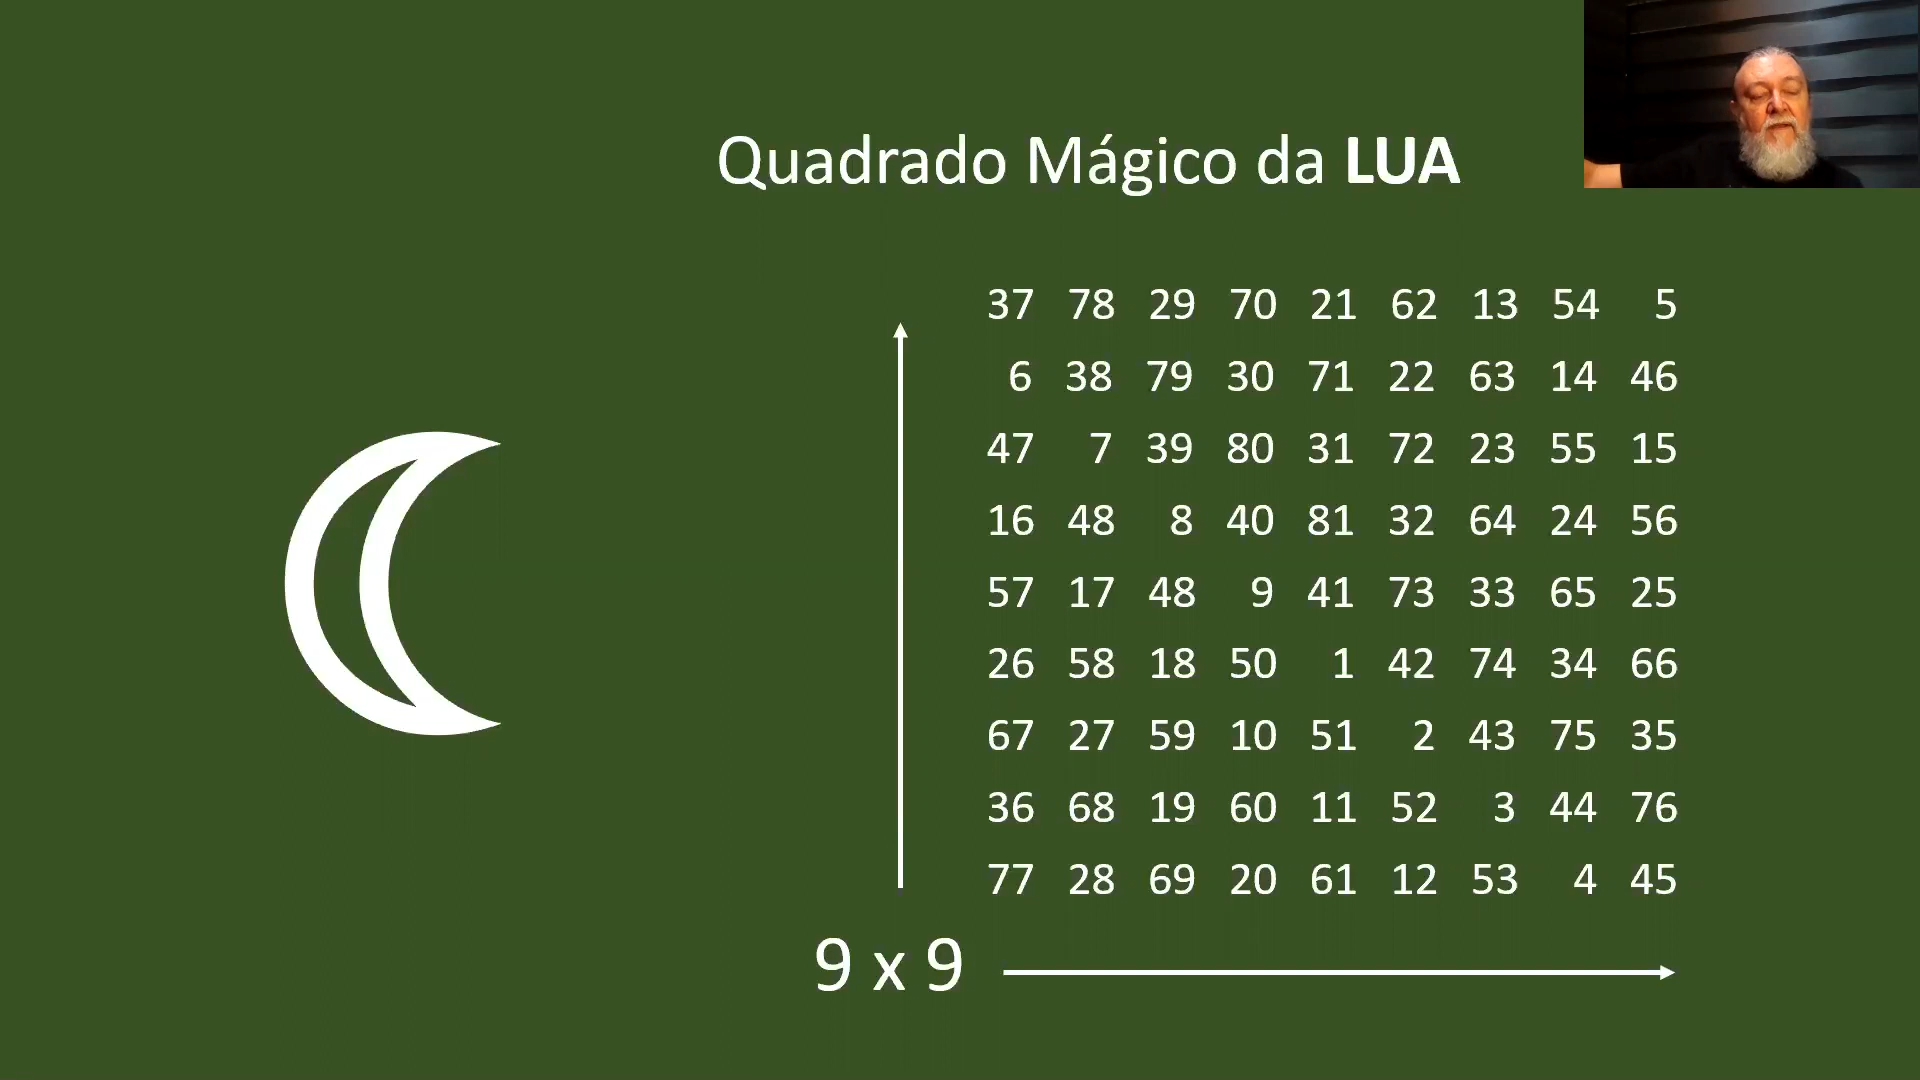 Quadrado Mágico da LUA
37 78 29 70 21 62 13 54 5
6 38 79 30 71 22 63 14 46
47 7 39 80 31 72 23 55 15
16 48 8 40 81 32 64 24 56
57 17 48 9 41 73 33 65 25
26 58 18 50 1 42 74 34 66
67 27 59 10 51 2 43 75 35
36 68 19 60 11 52 3 44 76
77 28 69 20 61 12 53 4 45
9 x 9